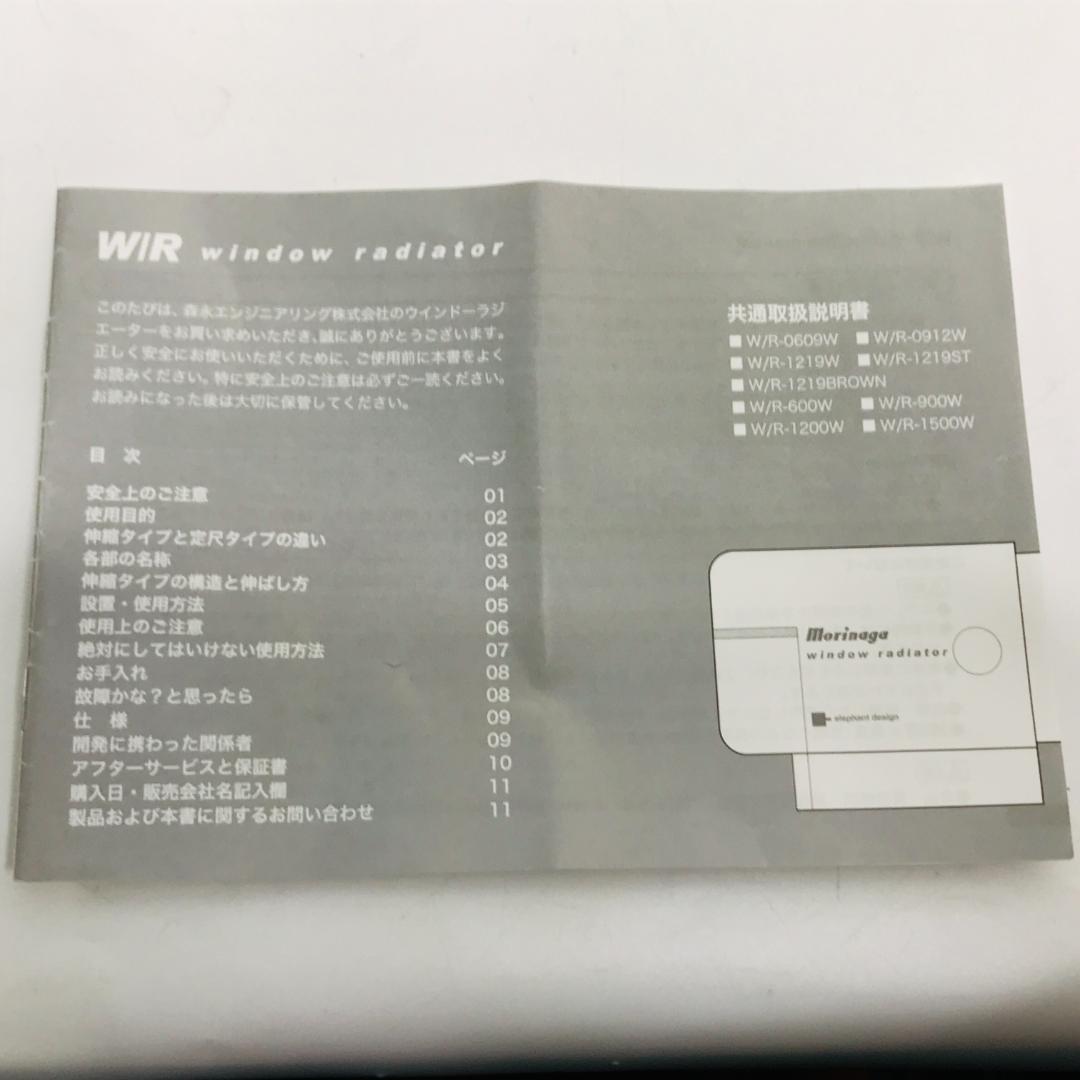 W/R window radiator
このたびは、森永エンジニアリング株式会社のウインドーラジ
エーターをお買い求めいただき、誠にありがとうございます。
正しく安全にお使いいただくために、ご使用前に本書をよく
お読みください。特に安全上のご注意は必ずご一読ください。
お読みになった後は大切に保管してください。
目 次 ページ
安全上のご注意 01
使用目的 02
伸縮タイプと定尺タイプの違い 02
各部の名称 03
伸縮タイプの構造と伸ばし方 04
設置・使用方法 05
使用上のご注意 06
絶対にしてはいけない使用方法 07
お手入れ 08
故障かな？と思ったら 08
仕 様 09
開発に携わった関係者 09
アフターサービスと保証書 10
購入日・販売会社名記入欄 11
製品および本書に関するお問い合わせ 11
共通取扱説明書
■ W/R-0609W ■ W/R-0912W
■ W/R-1219W ■ W/R-1219ST
■ W/R-1219BROWN
■ W/R-600W ■ W/R-900W
■ W/R-1200W ■ W/R-1500W
Morinaga
window radiator
elephant design